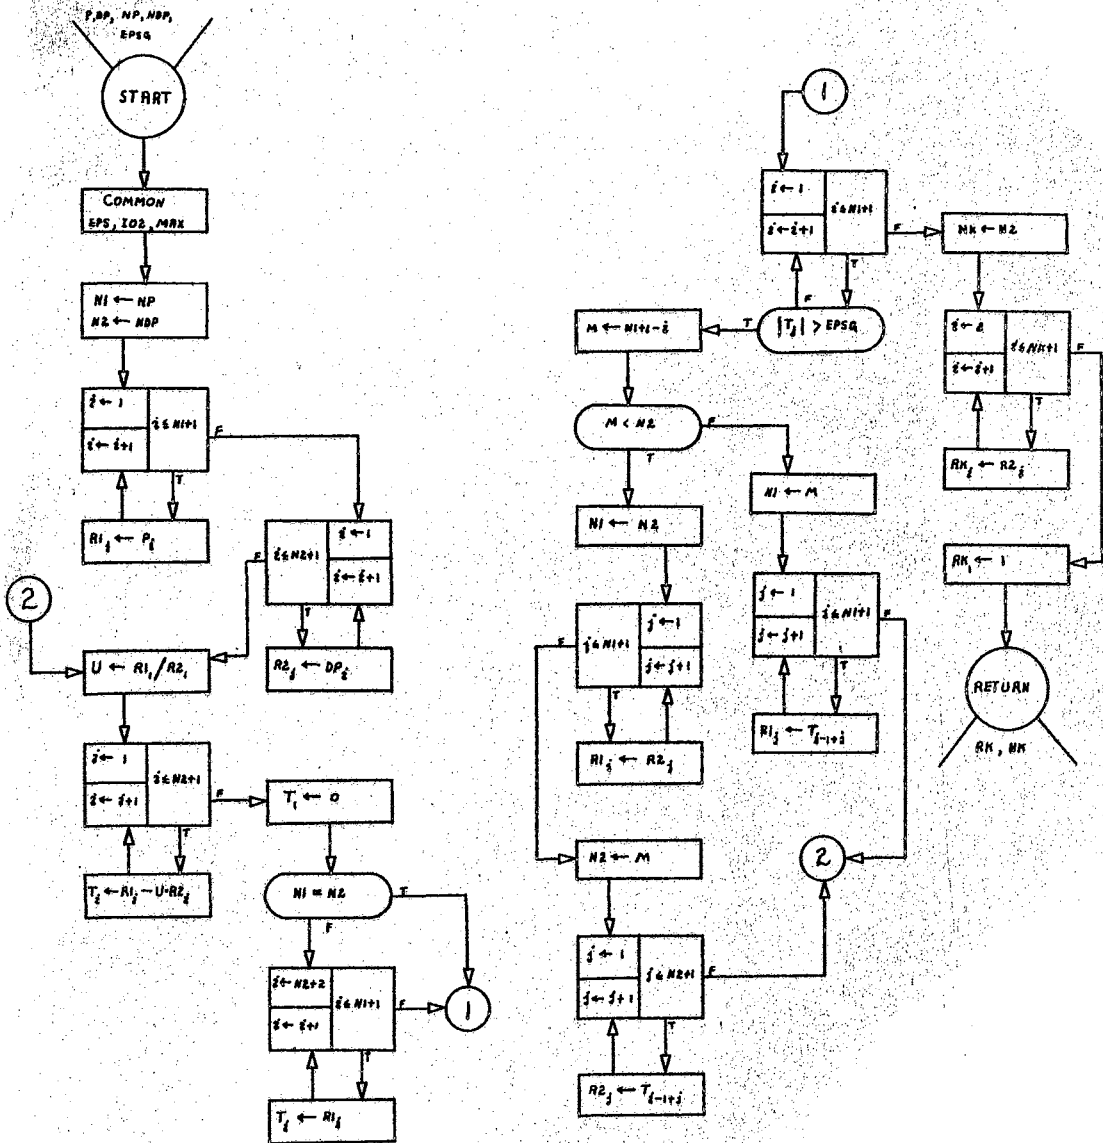 P, DP, NP, NDP,
EPSQ
START
COMMON
EPS, IO2, MAX
N1 ← NP
N2 ← NDP
i ← 1
i ← i+1
i ≤ N1+1
F
T
R1ᵢ ← Pᵢ
i ≤ N2+1
i ← 1
i ← i+1
F
T
R2ᵢ ← DPᵢ
2
U ← R1₁/R2₁
i ← 1
i ← i+1
i ≤ N2+1
F
T
Tᵢ ← R1ᵢ − U·R2ᵢ
T₁ ← 0
N1 = N2
T
F
i ← N2+2
i ← i+1
i ≤ N1+1
F
T
1
Tᵢ ← R1ᵢ
1
i ← 1
i ← i+1
i ≤ N1+1
F
T
F
|Tᵢ| > EPSQ
T
M ← N1+1-i
M < N2
F
T
N1 ← N2
j ≤ N1+1
j ← 1
j ← j+1
F
T
R1ⱼ ← R2ⱼ
N2 ← M
j ← 1
j ← j+1
j ≤ N2+1
F
T
R2ⱼ ← Tᵢ₋₁₊ⱼ
N1 ← M
j ← 1
j ← j+1
j ≤ N1+1
F
T
R1ⱼ ← Tᵢ₋₁₊ⱼ
2
NK ← N2
i ← 2
i ← i+1
i ≤ NK+1
F
T
RKᵢ ← R2ᵢ
RK₁ ← 1
RETURN
RK, NK